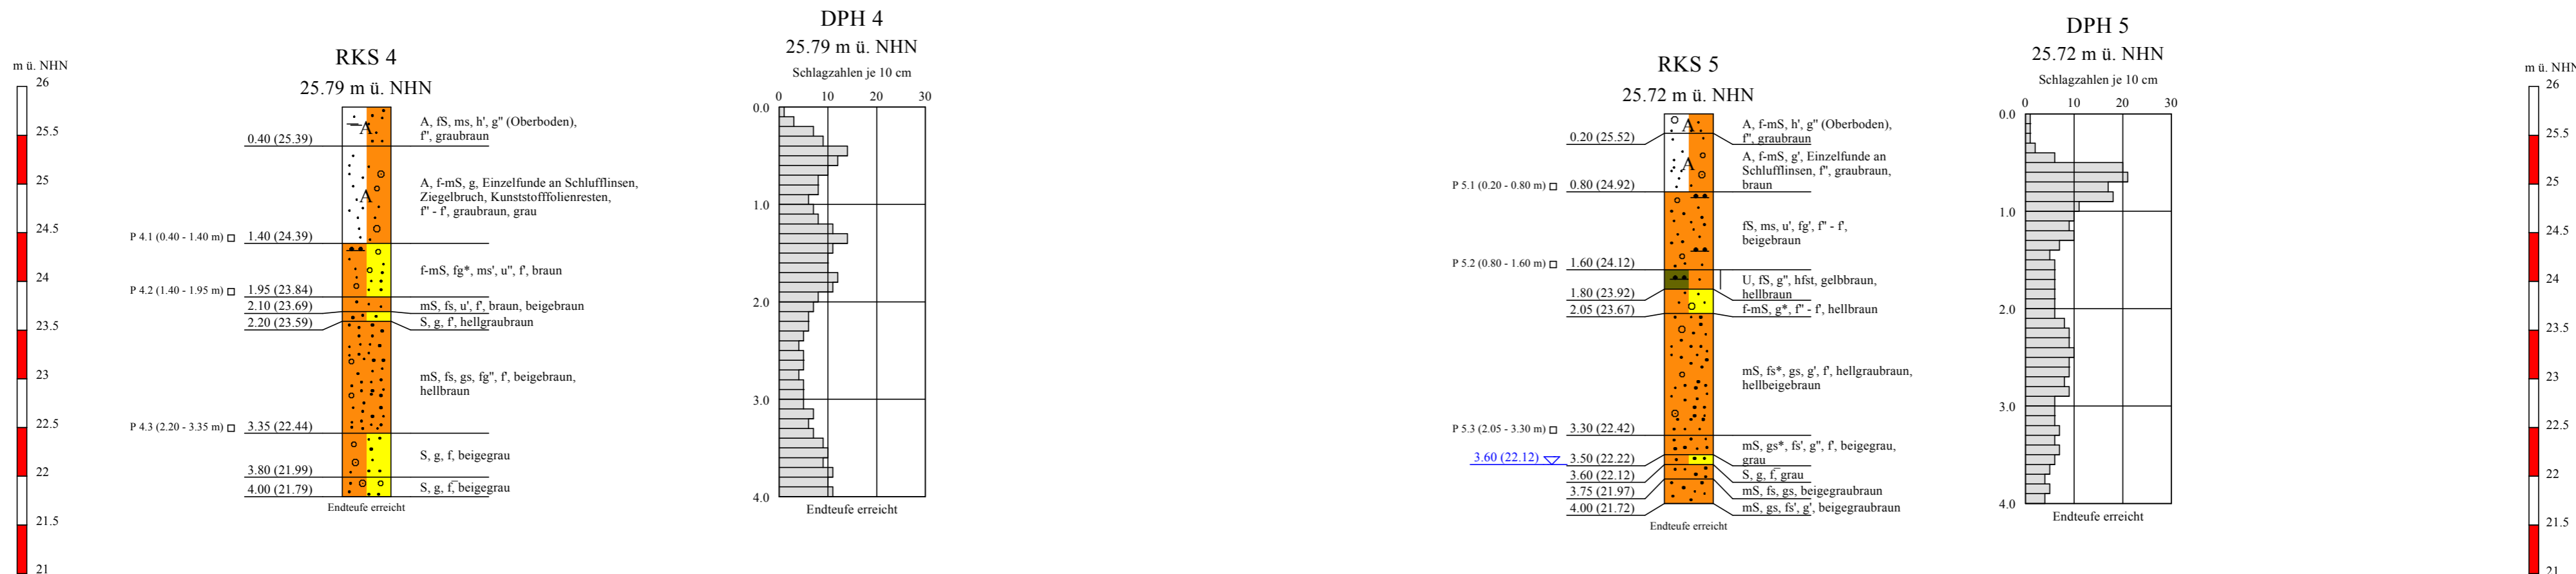 m ü. NHN
26
25.5
25
24.5
24
23.5
23
22.5
22
21.5
21
RKS 4
25.79 m ü. NHN
0.40 (25.39)
P 4.1 (0.40 - 1.40 m)
1.40 (24.39)
P 4.2 (1.40 - 1.95 m)
1.95 (23.84)
2.10 (23.69)
2.20 (23.59)
P 4.3 (2.20 - 3.35 m)
3.35 (22.44)
3.80 (21.99)
4.00 (21.79)
A
A
A, fS, ms, h', g'' (Oberboden),
f'', graubraun
A, f-mS, g, Einzelfunde an Schlufflinsen,
Ziegelbruch, Kunststofffolienresten,
f'' - f', graubraun, grau
f-mS, fg*, ms', u'', f', braun
mS, fs, u', f', braun, beigebraun
S, g, f', hellgraubraun
mS, fs, gs, fg'', f', beigebraun,
hellbraun
S, g, f, beigegrau
S, g, f̅, beigegrau
Endteufe erreicht
DPH 4
25.79 m ü. NHN
Schlagzahlen je 10 cm
0 10 20 30
0.0
1.0
2.0
3.0
4.0
Endteufe erreicht
RKS 5
25.72 m ü. NHN
0.20 (25.52)
P 5.1 (0.20 - 0.80 m)
0.80 (24.92)
P 5.2 (0.80 - 1.60 m)
1.60 (24.12)
1.80 (23.92)
2.05 (23.67)
P 5.3 (2.05 - 3.30 m)
3.30 (22.42)
3.60 (22.12)
3.50 (22.22)
3.60 (22.12)
3.75 (21.97)
4.00 (21.72)
A
A
A, f-mS, h', g'' (Oberboden),
f'', graubraun
A, f-mS, g', Einzelfunde an
Schlufflinsen, f'', graubraun,
braun
fS, ms, u', fg', f'' - f',
beigebraun
U, fS, g'', hfst, gelbbraun,
hellbraun
f-mS, g*, f'' - f', hellbraun
mS, fs*, gs, g', f', hellgraubraun,
hellbeigebraun
mS, gs*, fs', g'', f', beigegrau,
grau
S, g, f̅, grau
mS, fs, gs, beigegraubraun
mS, gs, fs', g', beigegraubraun
Endteufe erreicht
DPH 5
25.72 m ü. NHN
Schlagzahlen je 10 cm
0 10 20 30
0.0
1.0
2.0
3.0
4.0
Endteufe erreicht
m ü. NHN
26
25.5
25
24.5
24
23.5
23
22.5
22
21.5
21